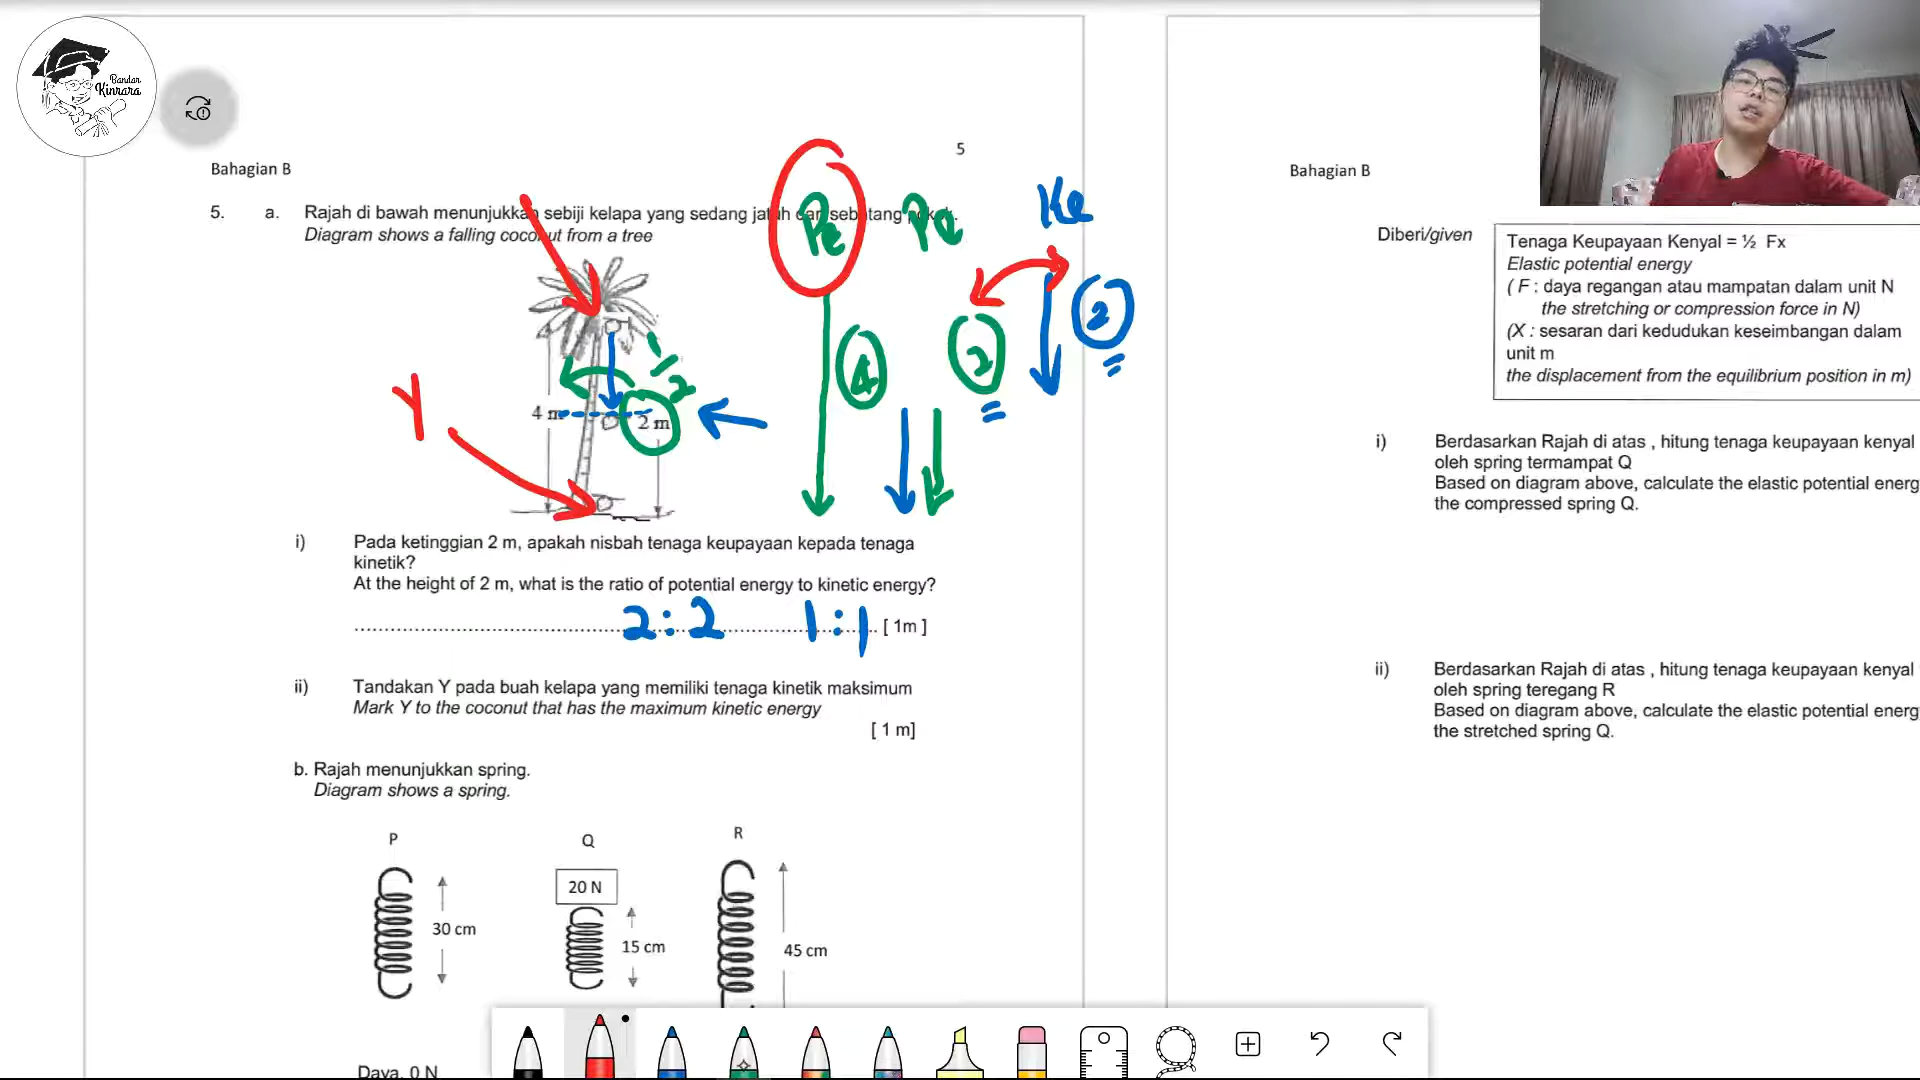 Bandar
Kinrara
5
Bahagian B
5. a. Rajah di bawah menunjukkan sebiji kelapa yang sedang jatuh dari sebatang pokok.
Diagram shows a falling coconut from a tree
Pe Pe Ke
4 2 2
2
Y
4 m 2 m
i) Pada ketinggian 2 m, apakah nisbah tenaga keupayaan kepada tenaga
kinetik?
At the height of 2 m, what is the ratio of potential energy to kinetic energy?
2:2 1:1 [ 1m ]
ii) Tandakan Y pada buah kelapa yang memiliki tenaga kinetik maksimum
Mark Y to the coconut that has the maximum kinetic energy
[ 1 m]
b. Rajah menunjukkan spring.
Diagram shows a spring.
P Q R
20 N
30 cm 15 cm 45 cm
Daya, 0 N
Bahagian B
Diberi/given
Tenaga Keupayaan Kenyal = ½ Fx
Elastic potential energy
( F : daya regangan atau mampatan dalam unit N
the stretching or compression force in N)
(X : sesaran dari kedudukan keseimbangan dalam
unit m
the displacement from the equilibrium position in m)
i) Berdasarkan Rajah di atas , hitung tenaga keupayaan kenyal
oleh spring termampat Q
Based on diagram above, calculate the elastic potential energ
the compressed spring Q.
ii) Berdasarkan Rajah di atas , hitung tenaga keupayaan kenyal
oleh spring teregang R
Based on diagram above, calculate the elastic potential energ
the stretched spring Q.